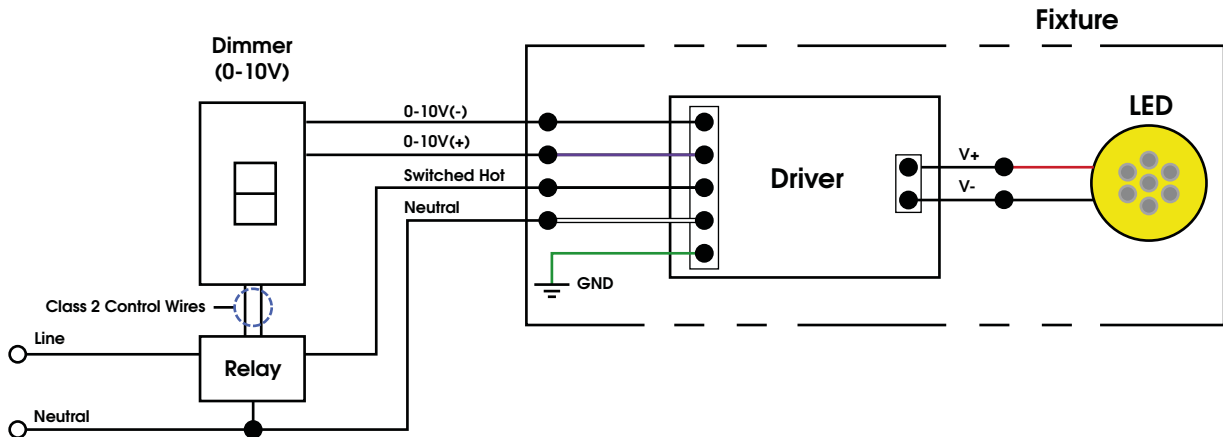 Fixture
Dimmer
(0-10V)
LED
0-10V(-)
0-10V(+)
V+
Switched Hot
Driver
V-
Neutral
GND
Class 2 Control Wires
Line
Relay
Neutral